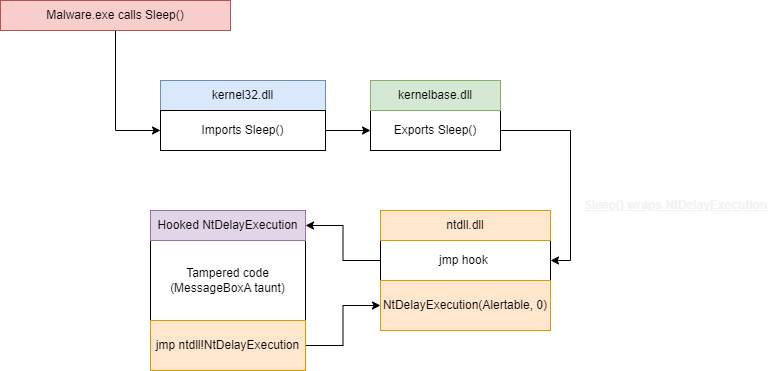 Malware.exe calls Sleep()
kernel32.dll
Imports Sleep()
kernelbase.dll
Exports Sleep()
Sleep() wraps NtDelayExecution
Hooked NtDelayExecution
Tampered code
(MessageBoxA taunt)
jmp ntdll!NtDelayExecution
ntdll.dll
jmp hook
NtDelayExecution(Alertable, 0)